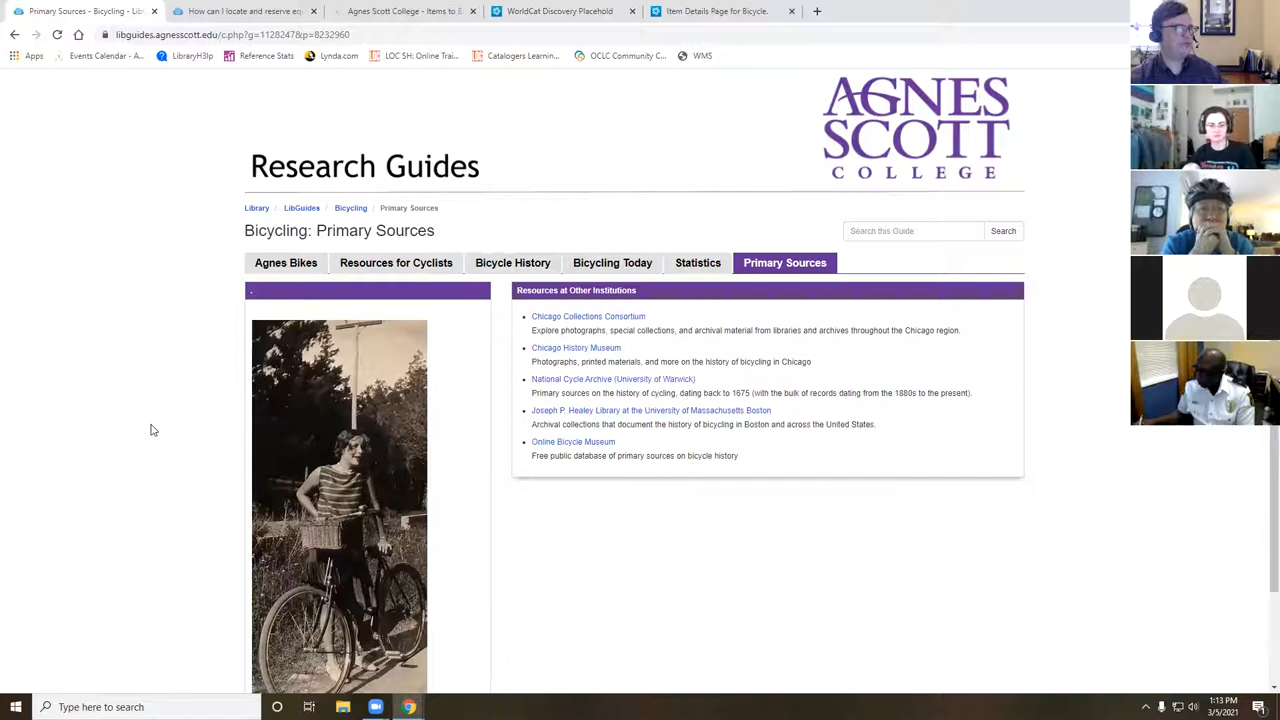 Primary Sources - Bicycling - Lib
How can I locate and reserve eq
Agnes Scott College - Items to B
WorldCat Discovery Placehold
Item Details Page for Bicycle.
libguides.agnesscott.edu/c.php?g=1128247&p=8232960
Apps
Events Calendar - A...
LibraryH3lp
Reference Stats
Lynda.com
LOC SH: Online Trai...
Catalogers Learnin...
OCLC Community C...
WMS
AGNES
SCOTT
COLLEGE
Research Guides
Library / LibGuides / Bicycling / Primary Sources
Bicycling: Primary Sources
Search this Guide
Search
Agnes Bikes
Resources for Cyclists
Bicycle History
Bicycling Today
Statistics
Primary Sources
.
Resources at Other Institutions
Chicago Collections Consortium
Explore photographs, special collections, and archival material from libraries and archives throughout the Chicago region.
Chicago History Museum
Photographs, printed materials, and more on the history of bicycling in Chicago
National Cycle Archive (University of Warwick)
Primary sources on the history of cycling, dating back to 1675 (with the bulk of records dating from the 1880s to the present).
Joseph P. Healey Library at the University of Massachusetts Boston
Archival collections that document the history of bicycling in Boston and across the United States.
Online Bicycle Museum
Free public database of primary sources on bicycle history
Type here to search
1:13 PM
3/5/2021